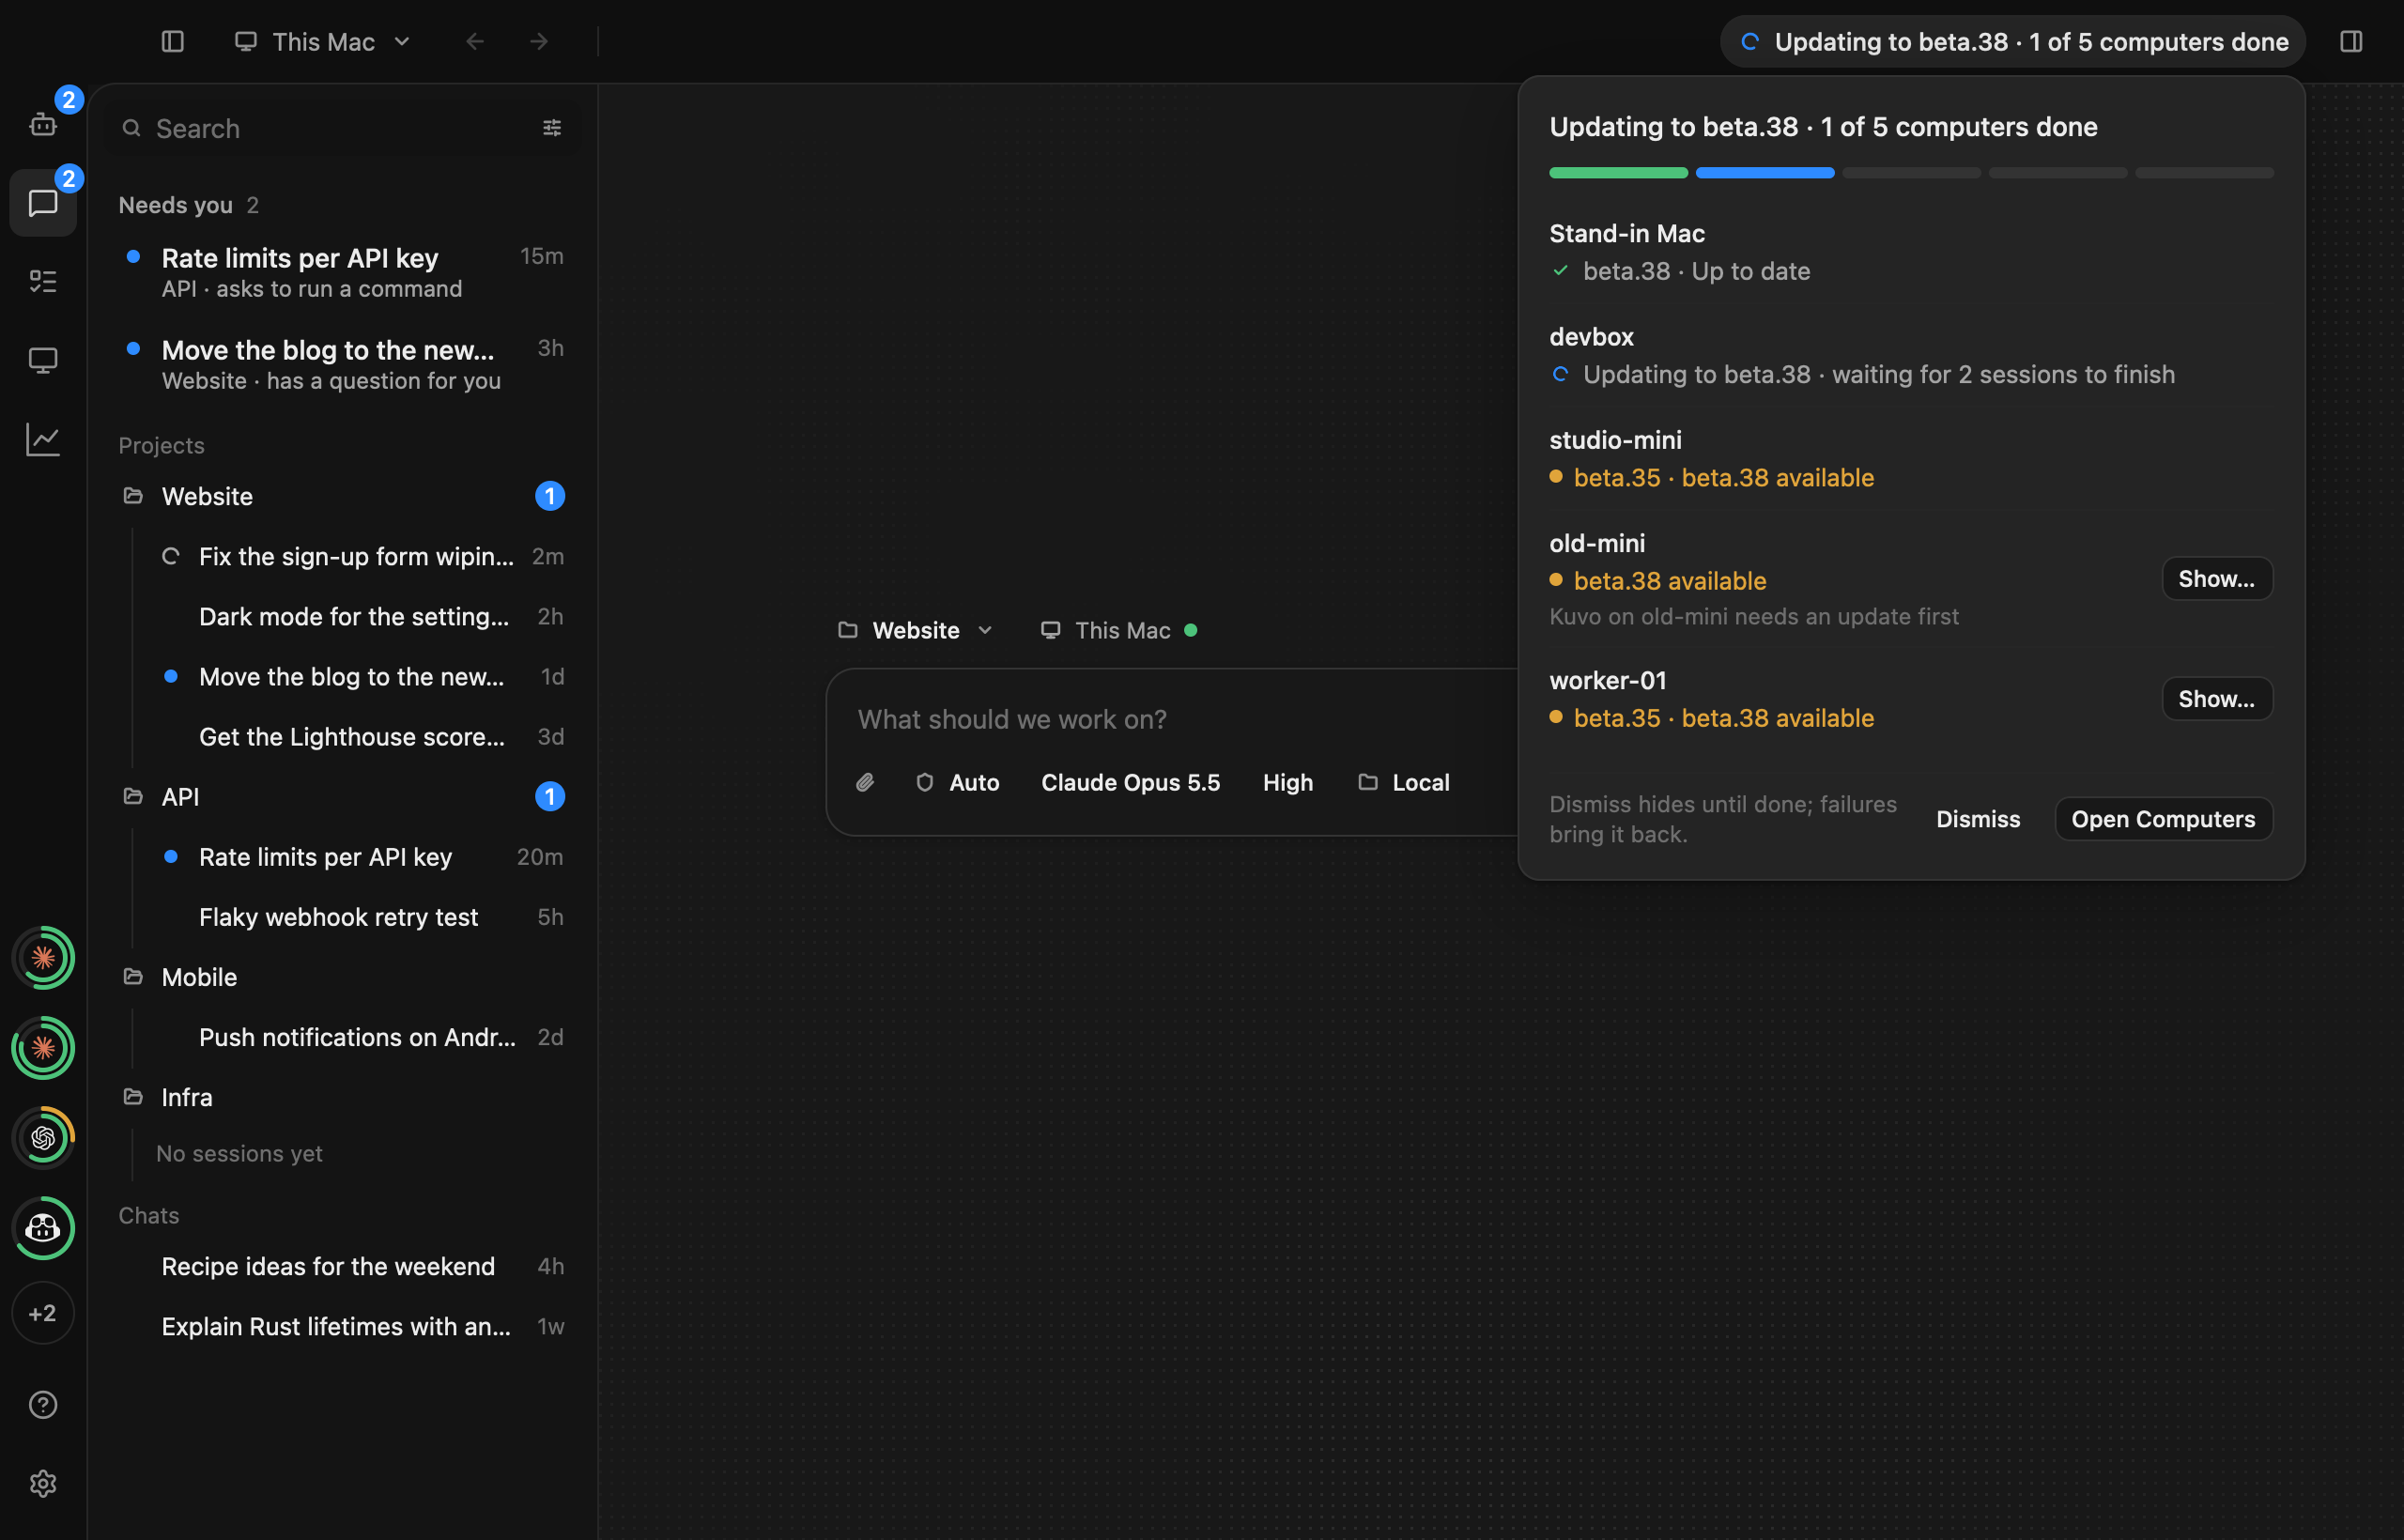 This Mac
Updating to beta.38 · 1 of 5 computers done
2
2
+2
Search
Needs you 2
Rate limits per API key 15m
API · asks to run a command
Move the blog to the new... 3h
Website · has a question for you
Projects
Website 1
Fix the sign-up form wipin... 2m
Dark mode for the setting... 2h
Move the blog to the new... 1d
Get the Lighthouse score... 3d
API 1
Rate limits per API key 20m
Flaky webhook retry test 5h
Mobile
Push notifications on Andr... 2d
Infra
No sessions yet
Chats
Recipe ideas for the weekend 4h
Explain Rust lifetimes with an... 1w
Website This Mac
What should we work on?
Auto Claude Opus 5.5 High Local
Updating to beta.38 · 1 of 5 computers done
Stand-in Mac
beta.38 · Up to date
devbox
Updating to beta.38 · waiting for 2 sessions to finish
studio-mini
beta.35 · beta.38 available
old-mini
beta.38 available
Show...
Kuvo on old-mini needs an update first
worker-01
beta.35 · beta.38 available
Show...
Dismiss hides until done; failures
bring it back.
Dismiss Open Computers